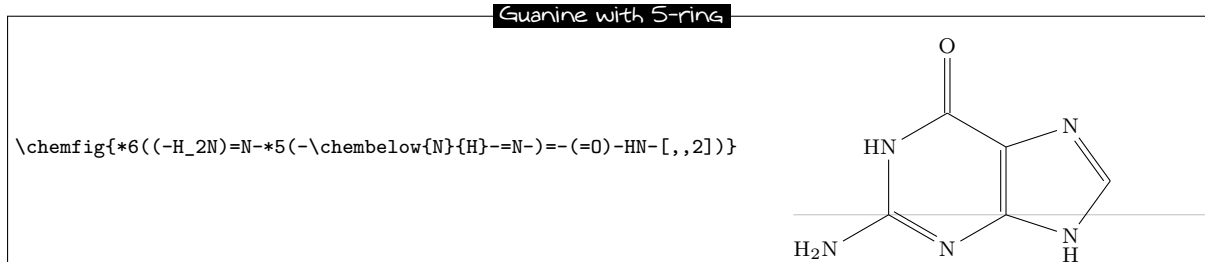 Guanine with 5-ring
\chemfig{*6((-H_2N)=N-*5(-\chembelow{N}{H}-=N-)=-(=O)-HN-[,,2])}
O
N
HN
N
H₂N
N
H